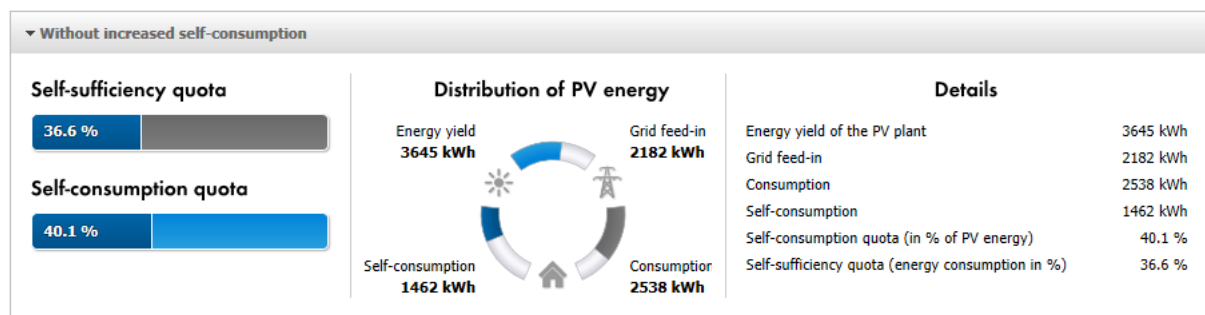 Without increased self-consumption
Self-sufficiency quota
36.6 %
Self-consumption quota
40.1 %
Distribution of PV energy
Energy yield
3645 kWh
Grid feed-in
2182 kWh
Self-consumption
1462 kWh
Consumption
2538 kWh
Details
Energy yield of the PV plant 3645 kWh
Grid feed-in 2182 kWh
Consumption 2538 kWh
Self-consumption 1462 kWh
Self-consumption quota (in % of PV energy) 40.1 %
Self-sufficiency quota (energy consumption in %) 36.6 %